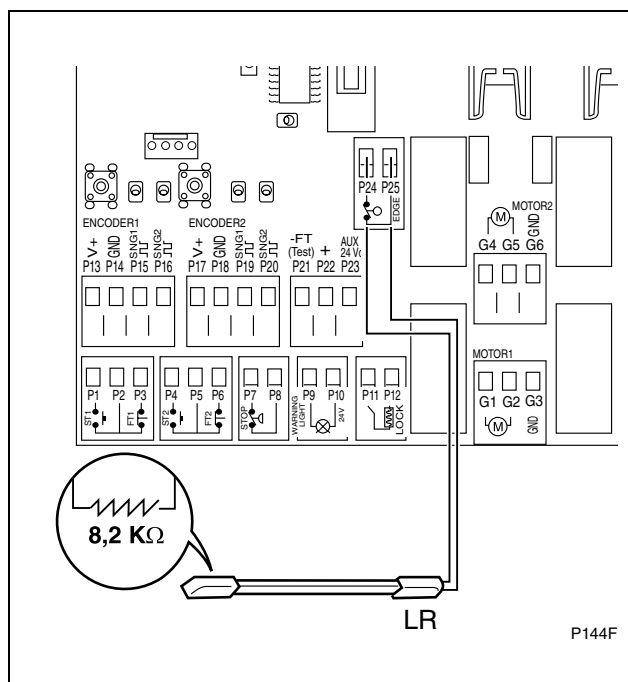 P24 P25
EDGE
MOTOR2
M
G4 G5 G6
GND
ENCODER1
V+ GND SNG1 SNG2
P13 P14 P15 P16
ENCODER2
V+ GND SNG1 SNG2
P17 P18 P19 P20
-FT
(Test) + AUX
24 V
P21 P22 P23
P1 P2 P3
ST1 FT1
P4 P5 P6
ST2 FT2
P7 P8
STOP
P9 P10
WARNING
LIGHT
24V
P11 P12
LOCK
MOTOR1
G1 G2 G3
M
GND
8,2 KΩ
LR
P144F